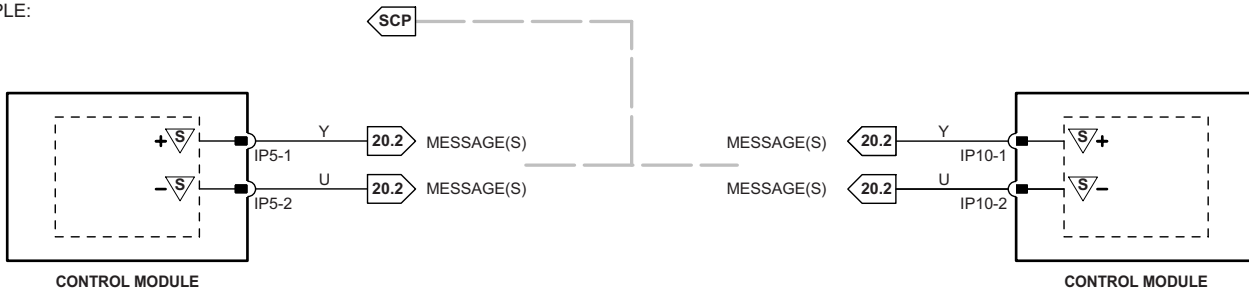 PLE:
SCP
+ S Y 20.2 MESSAGE(S) MESSAGE(S) 20.2 Y S +
IP5-1 IP10-1
– S U 20.2 MESSAGE(S) MESSAGE(S) 20.2 U S –
IP5-2 IP10-2
CONTROL MODULE CONTROL MODULE